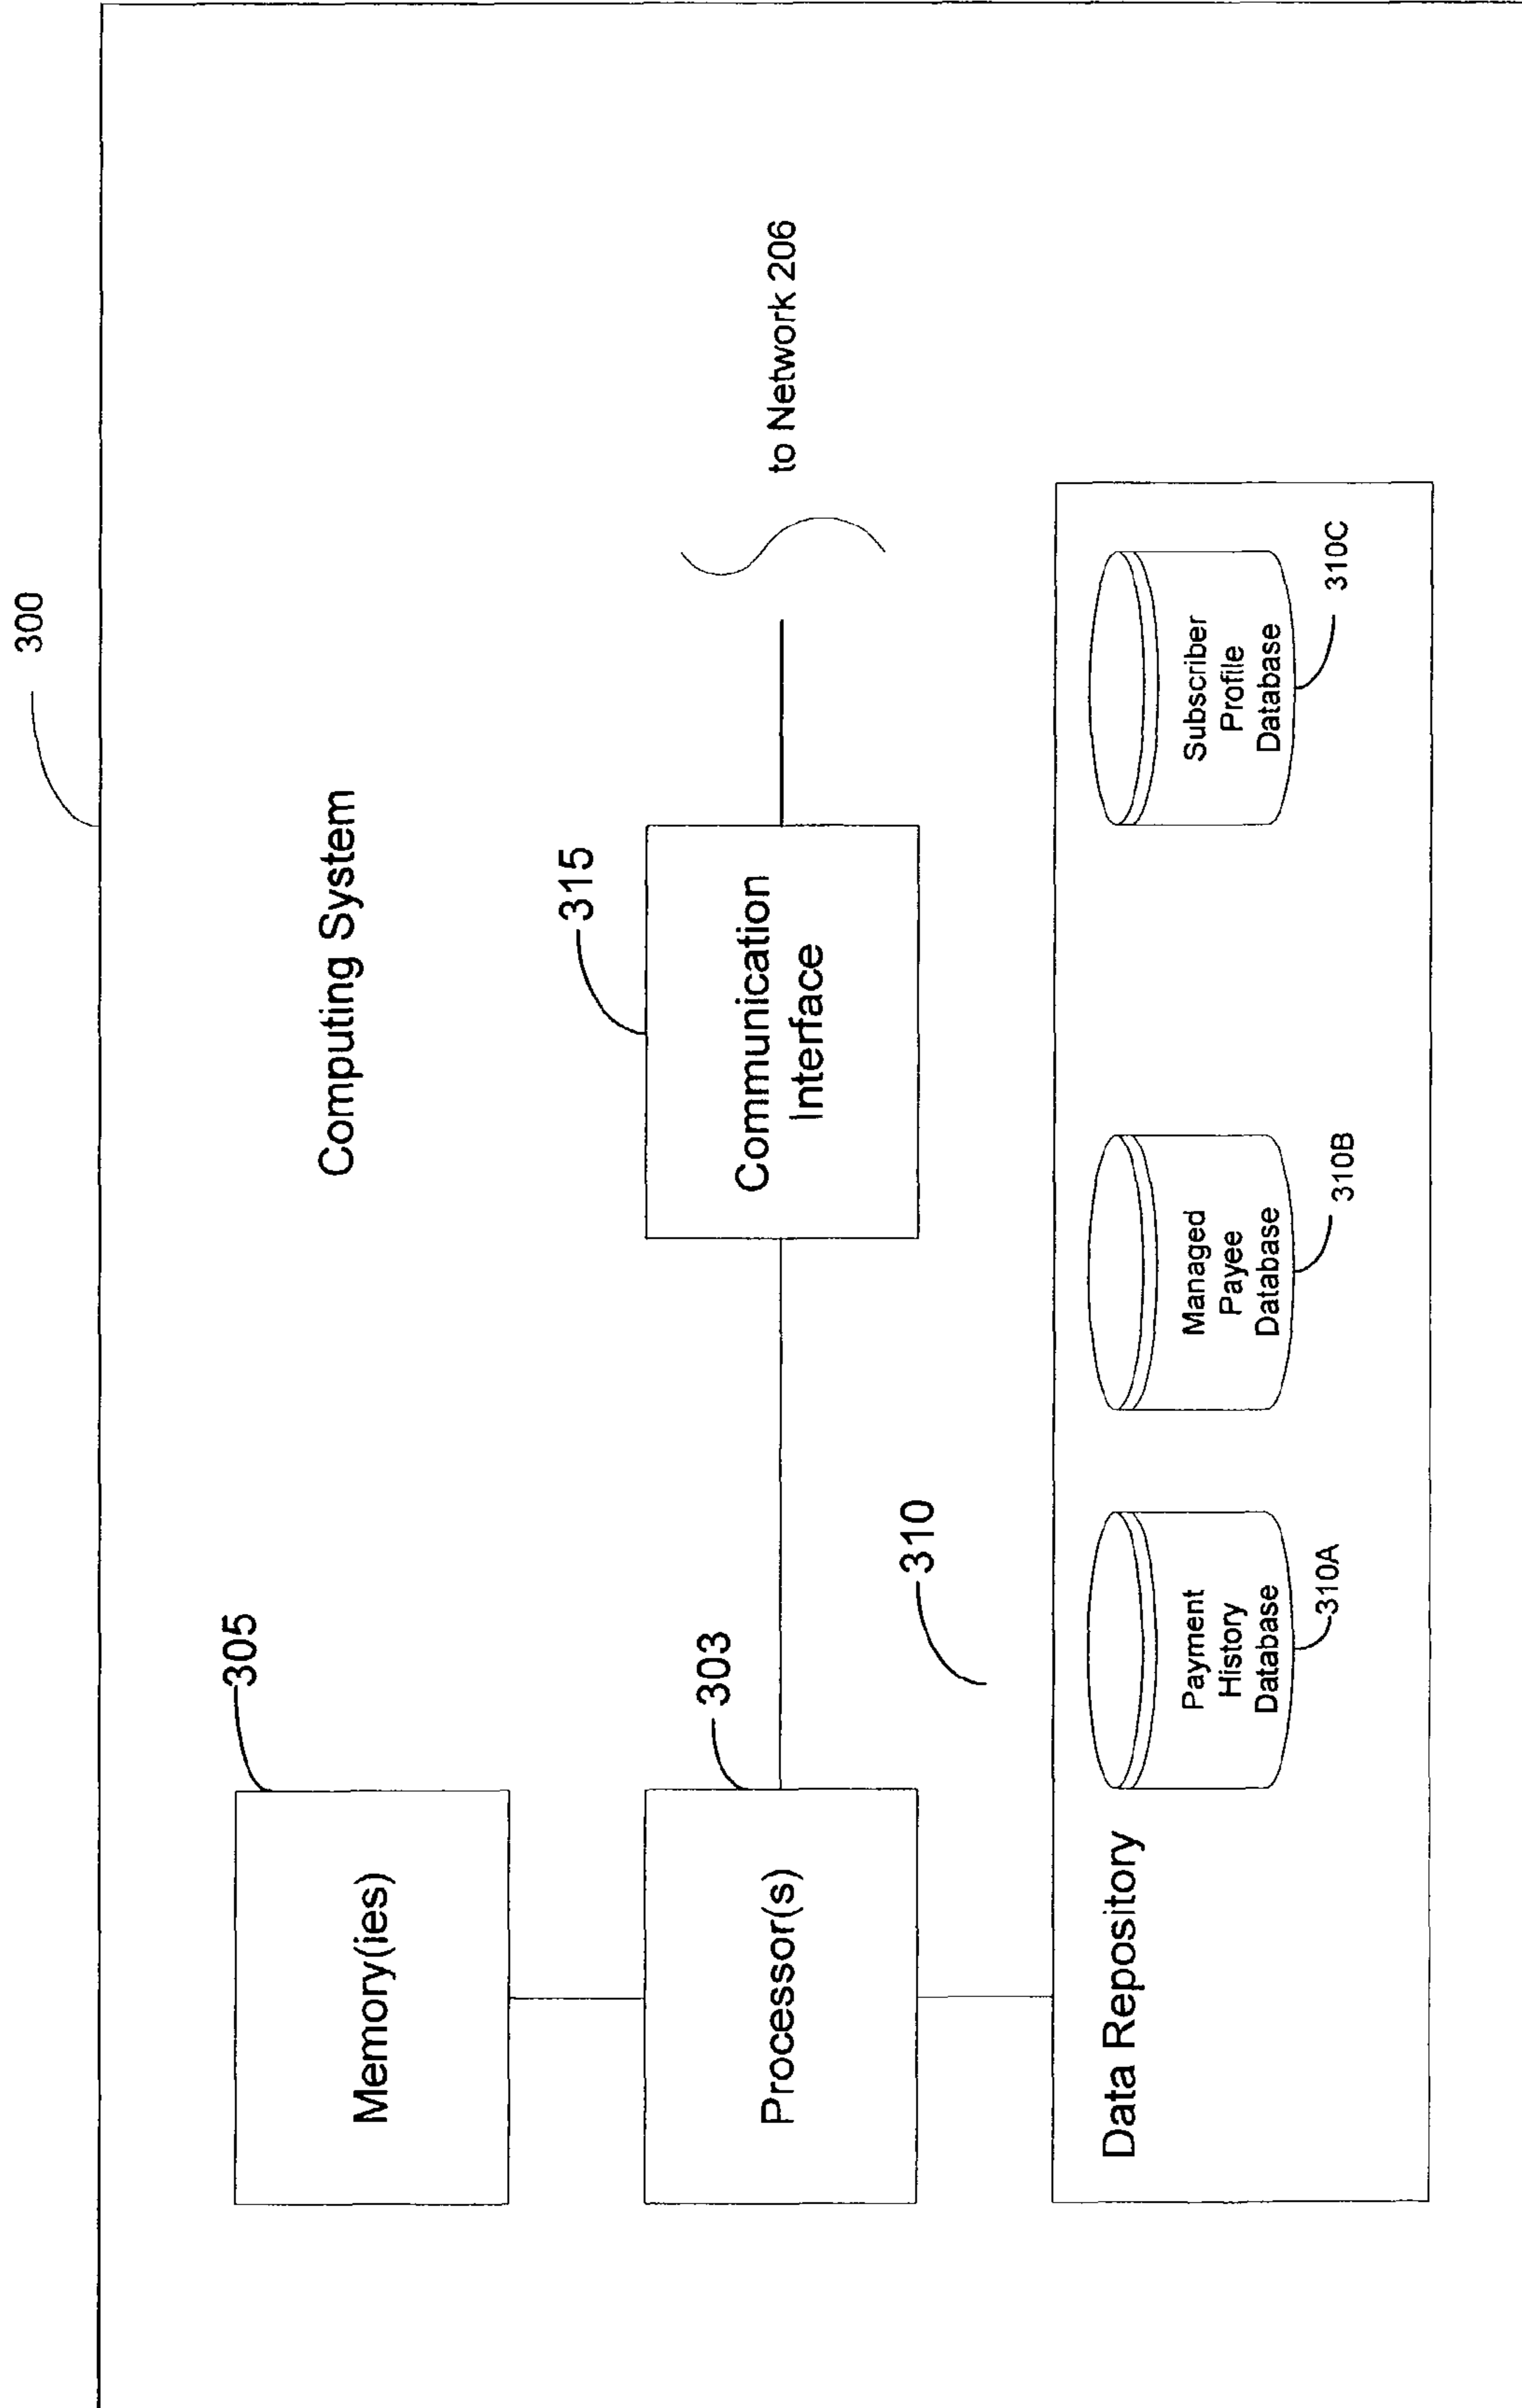 300
Computing System
305
Memory(ies)
315
Communication
Interface
303
Processor(s)
to Network 206
310
Data Repository
Payment
History
Database
310A
Managed
Payee
Database
310B
Subscriber
Profile
Database
310C